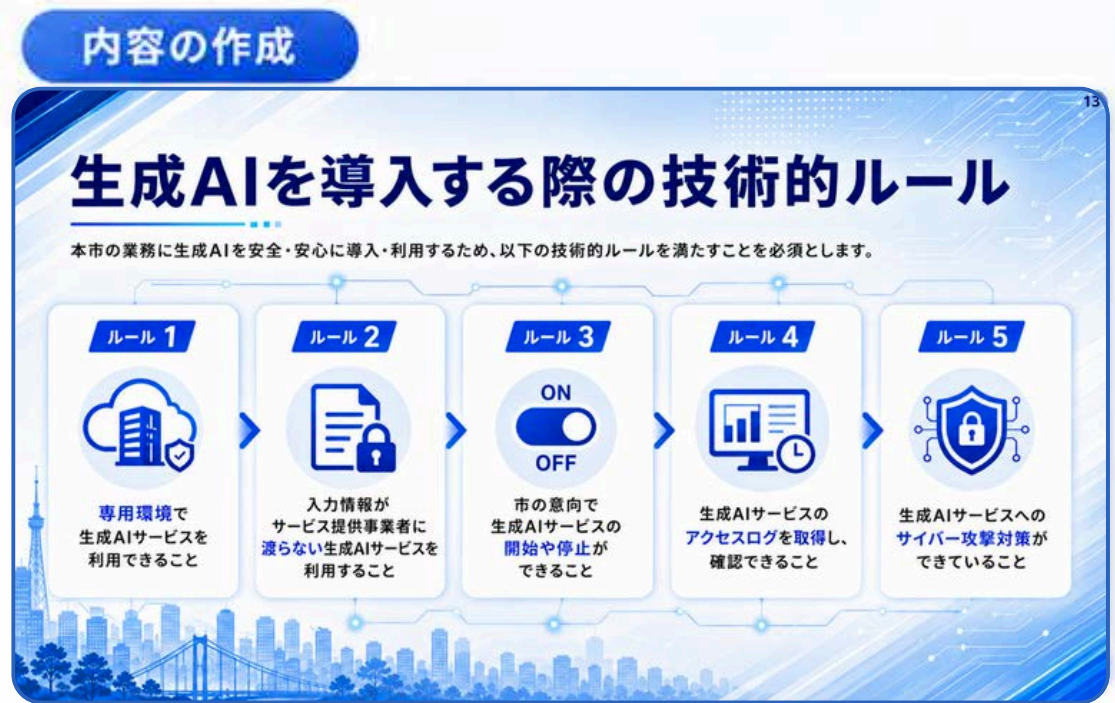 内容の作成
13
生成AIを導入する際の技術的ルール
本市の業務に生成AIを安全・安心に導入・利用するため、以下の技術的ルールを満たすことを必須とします。
ルール 1
専用環境で
生成AIサービスを
利用できること
ルール 2
入力情報が
サービス提供事業者に
渡らない生成AIサービスを
利用すること
ルール 3
ON
OFF
市の意向で
生成AIサービスの
開始や停止が
できること
ルール 4
生成AIサービスの
アクセスログを取得し、
確認できること
ルール 5
生成AIサービスへの
サイバー攻撃対策が
できていること